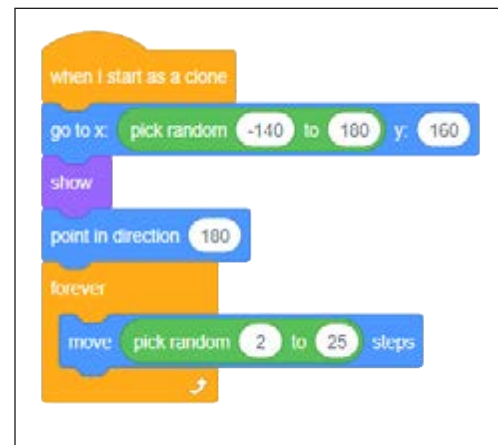 when I start as a clone
go to x: pick random -140 to 180 y: 160
show
point in direction 180
forever
move pick random 2 to 25 steps